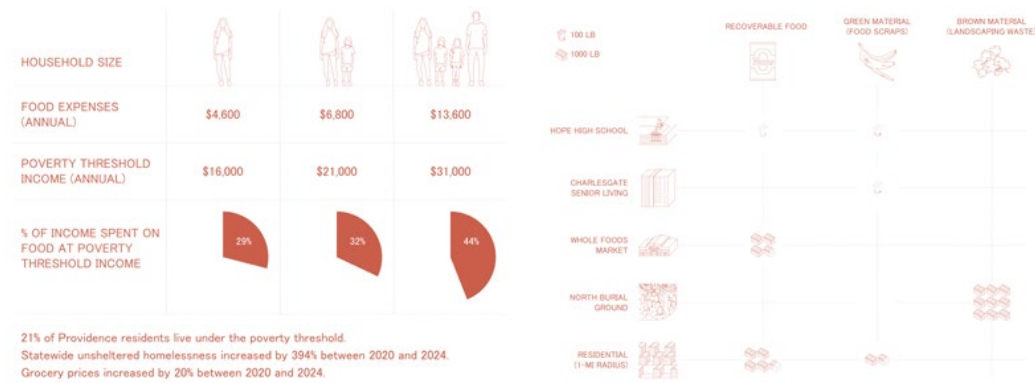 HOUSEHOLD SIZE
FOOD EXPENSES
(ANNUAL)
$4,600
$6,800
$13,600
POVERTY THRESHOLD
INCOME (ANNUAL)
$16,000
$21,000
$31,000
% OF INCOME SPENT ON
FOOD AT POVERTY
THRESHOLD INCOME
29%
32%
44%
21% of Providence residents live under the poverty threshold.
Statewide unsheltered homelessness increased by 394% between 2020 and 2024.
Grocery prices increased by 20% between 2020 and 2024.
100 LB
1000 LB
RECOVERABLE FOOD
GREEN MATERIAL
(FOOD SCRAPS)
BROWN MATERIAL
(LANDSCAPING WASTE)
HOPE HIGH SCHOOL
CHARLESGATE
SENIOR LIVING
WHOLE FOODS
MARKET
NORTH BURIAL
GROUND
RESIDENTIAL
(1-MI RADIUS)